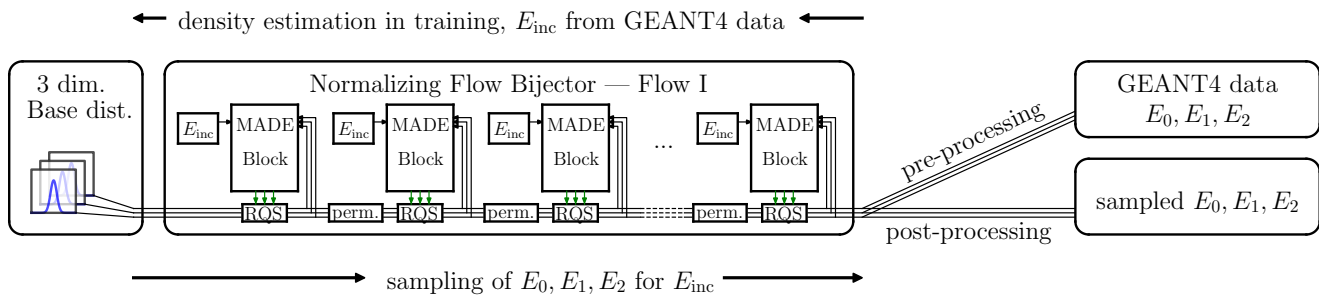 density estimation in training, E_inc from GEANT4 data
3 dim.
Base dist.
Normalizing Flow Bijector — Flow I
E_inc
MADE
Block
RQS
perm.
E_inc
MADE
Block
RQS
perm.
E_inc
MADE
Block
RQS
...
perm.
E_inc
MADE
Block
RQS
pre-processing
post-processing
GEANT4 data
E_0, E_1, E_2
sampled E_0, E_1, E_2
sampling of E_0, E_1, E_2 for E_inc